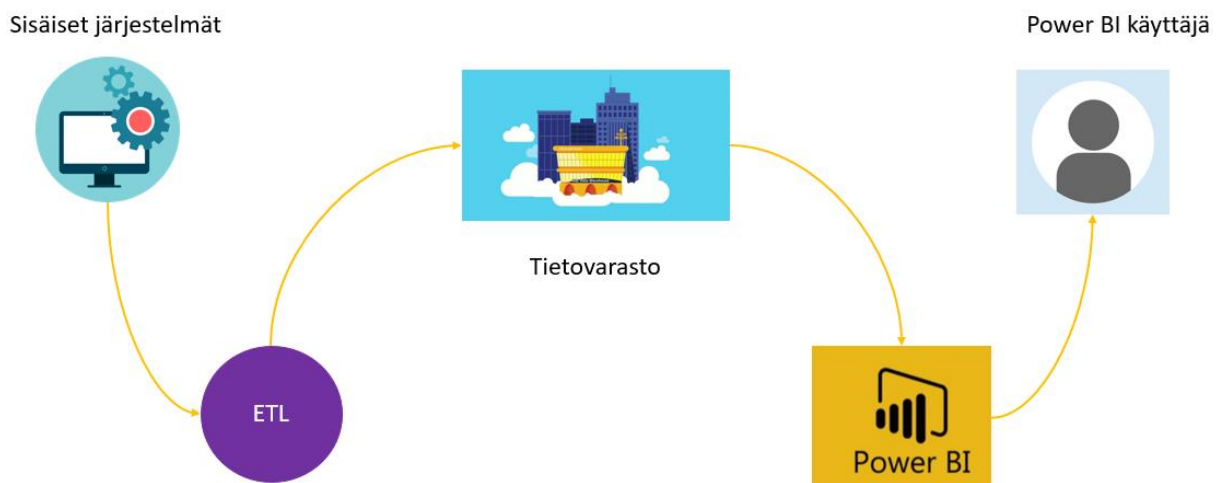 Sisäiset järjestelmät
Power BI käyttäjä
Tietovarasto
ETL
Power BI